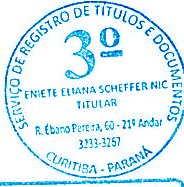 SERVIÇO DE REGISTRO DE TÍTULOS E DOCUMENTOS
3º
ENIETE ELIANA SCHEFFER NIC
TITULAR
R. Ébano Pereira, 60 - 21º Andar
3233-3267
CURITIBA - PARANÁ